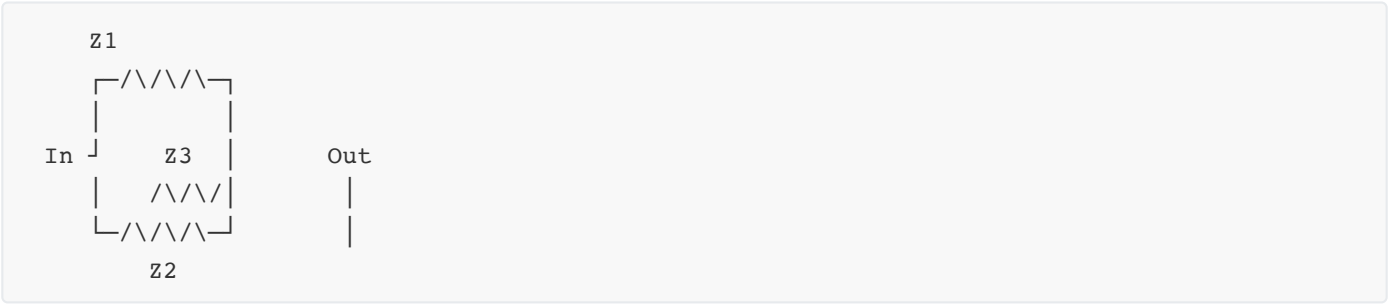 Z1
┌─/\/\/\─┐
│        │
In ┘ Z3 │ Out
│ /\/\/│ │
└─/\/\/\─┘ │
Z2